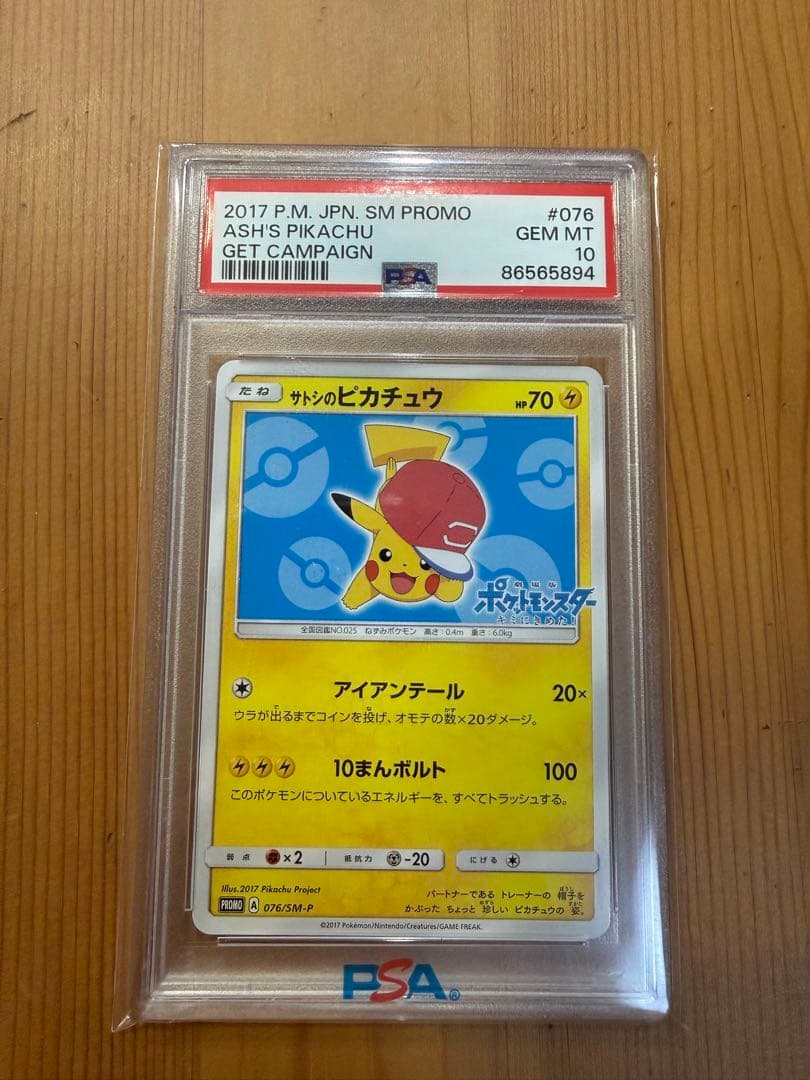 2017 P.M. JPN. SM PROMO #076
ASH'S PIKACHU GEM MT
GET CAMPAIGN 10
PSA 86565894
たね サトシのピカチュウ HP70
劇場版
ポケットモンスター
キミにきめた!
全国図鑑NO.025 ねずみポケモン 高さ:0.4m 重さ:6.0kg
アイアンテール 20×
ウラが出るまでコインを投げ、オモテの数×20ダメージ。
10まんボルト 100
このポケモンについているエネルギーを、すべてトラッシュする。
弱点 ×2 抵抗力 -20 にげる
Illus.2017 Pikachu Project
PROMO A 076/SM-P
パートナーである トレーナーの 帽子を
かぶった ちょっと 珍しい ピカチュウの 姿。
©2017 Pokémon/Nintendo/Creatures/GAME FREAK.
PSA®